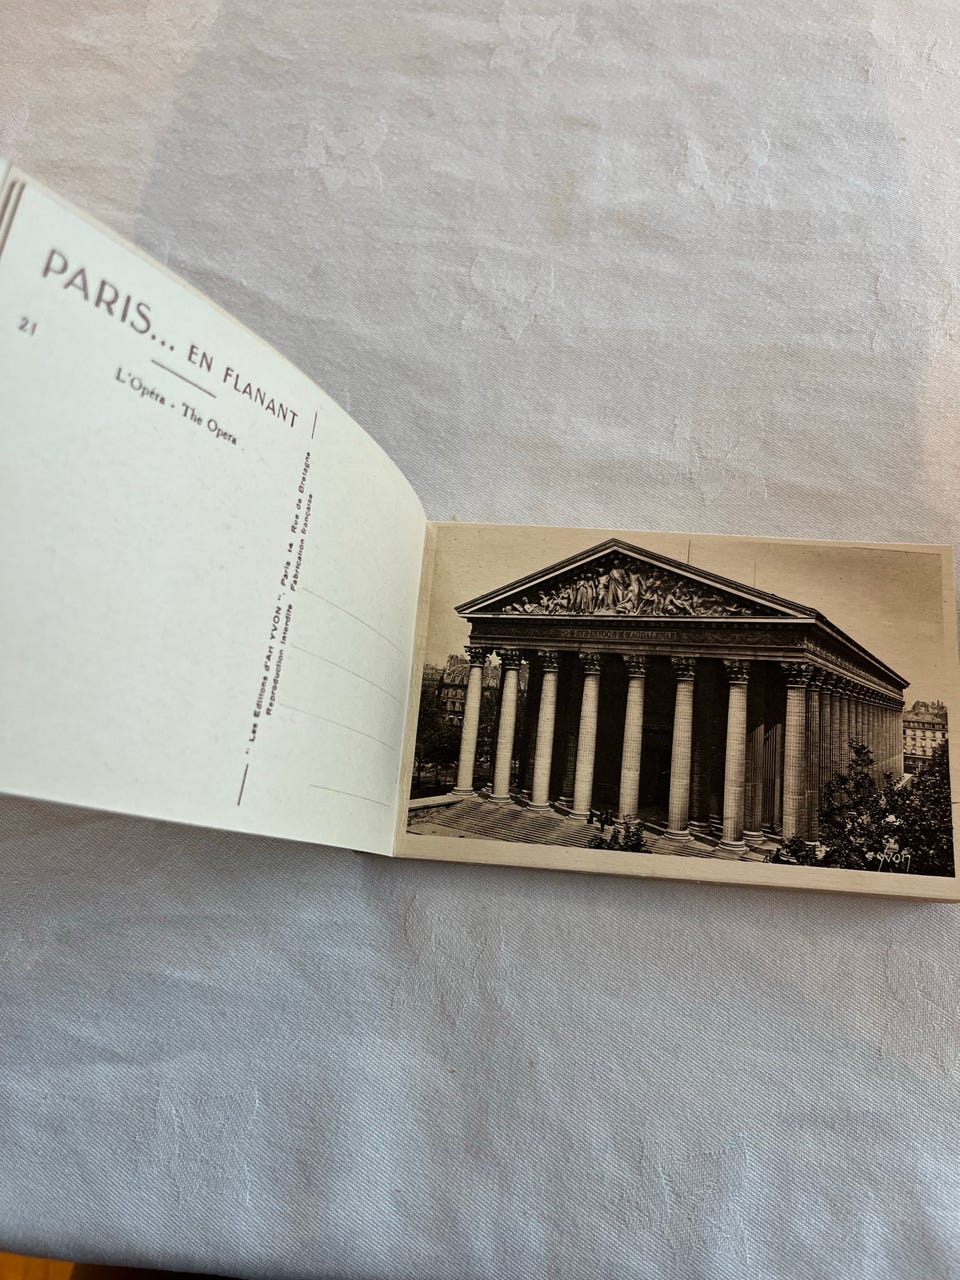 PARIS... EN FLANANT
21
L'Opéra - The Opera
" Les Editions d'Art YVON ", Paris 14 Rue de Bretagne
Reproduction interdite Fabrication française
YVON